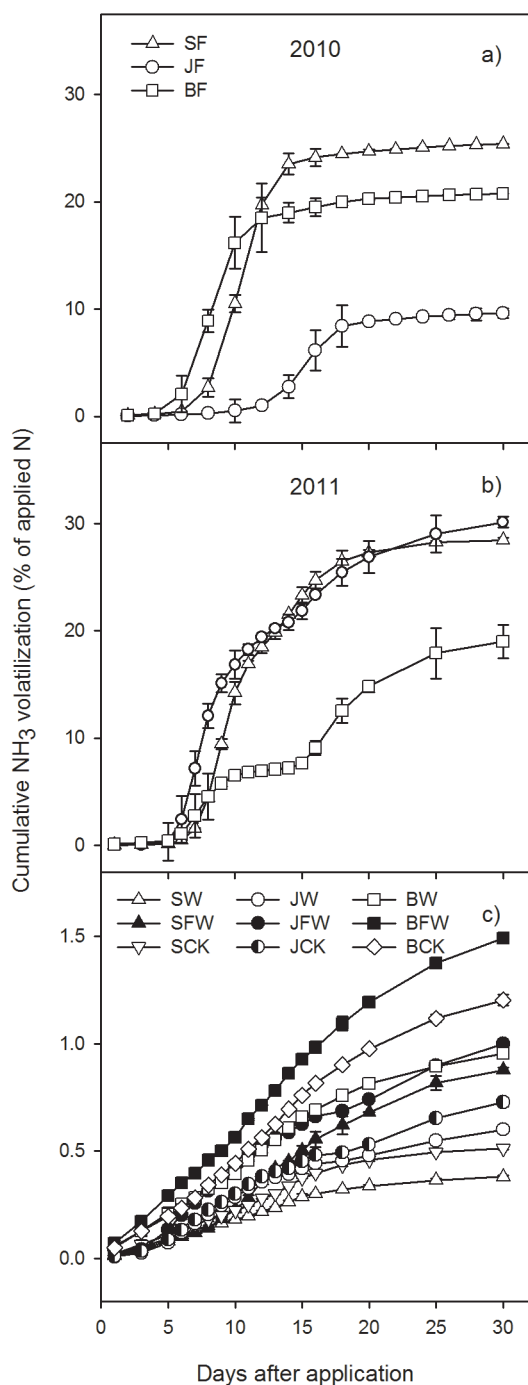 2010
a)
SF
JF
BF
30
20
10
0
2011
b)
30
20
10
0
Cumulative NH3 volatilization (% of applied N)
c)
SW JW BW
SFW JFW BFW
SCK JCK BCK
1.5
1.0
0.5
0.0
0 5 10 15 20 25 30
Days after application